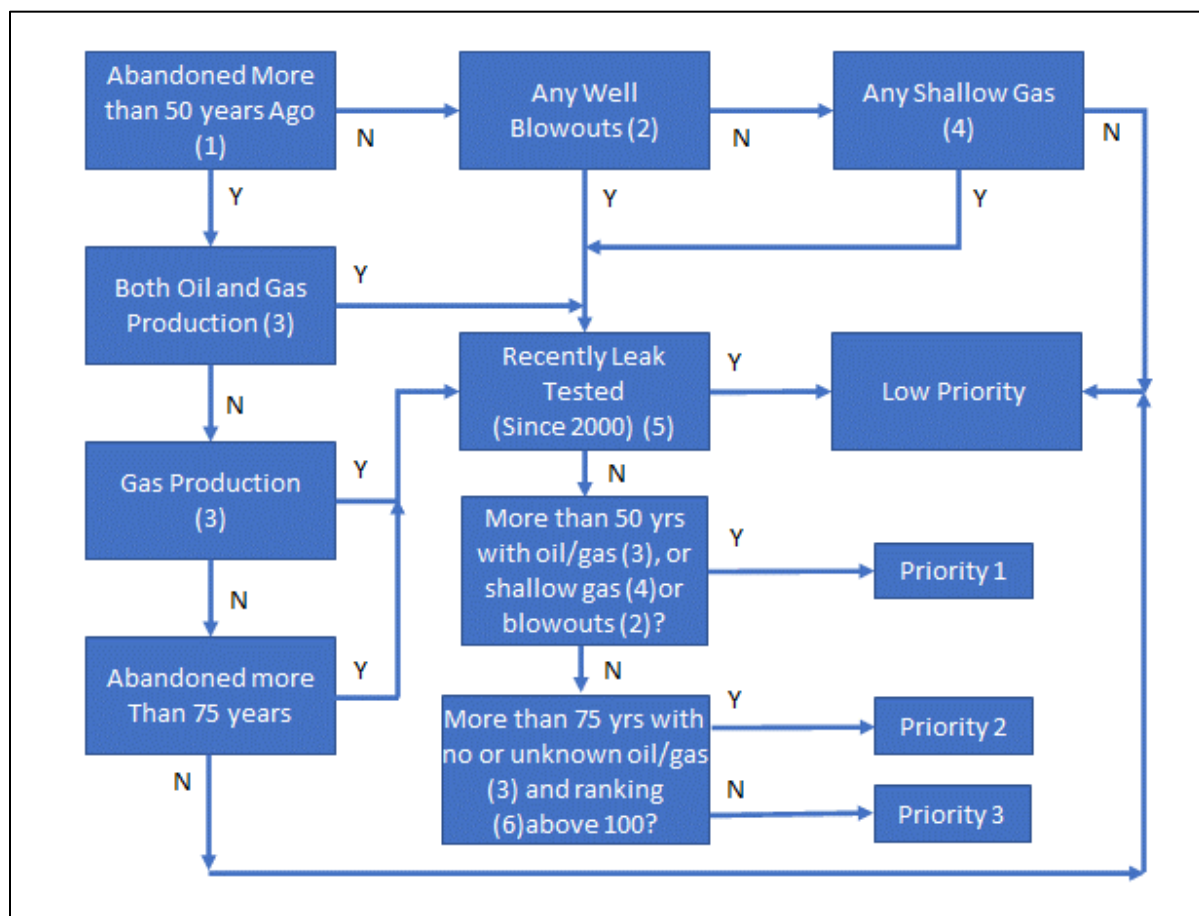 Abandoned More
than 50 years Ago
(1)
N
Any Well
Blowouts (2)
N
Any Shallow Gas
(4)
N
Y
Y
Y
Both Oil and Gas
Production (3)
Y
N
Recently Leak
Tested
(Since 2000) (5)
Y
Low Priority
Gas Production
(3)
Y
N
N
More than 50 yrs
with oil/gas (3), or
shallow gas (4)or
blowouts (2)?
Y
Priority 1
N
Abandoned more
Than 75 years
Y
N
More than 75 yrs with
no or unknown oil/gas
(3) and ranking
(6)above 100?
Y
Priority 2
N
Priority 3